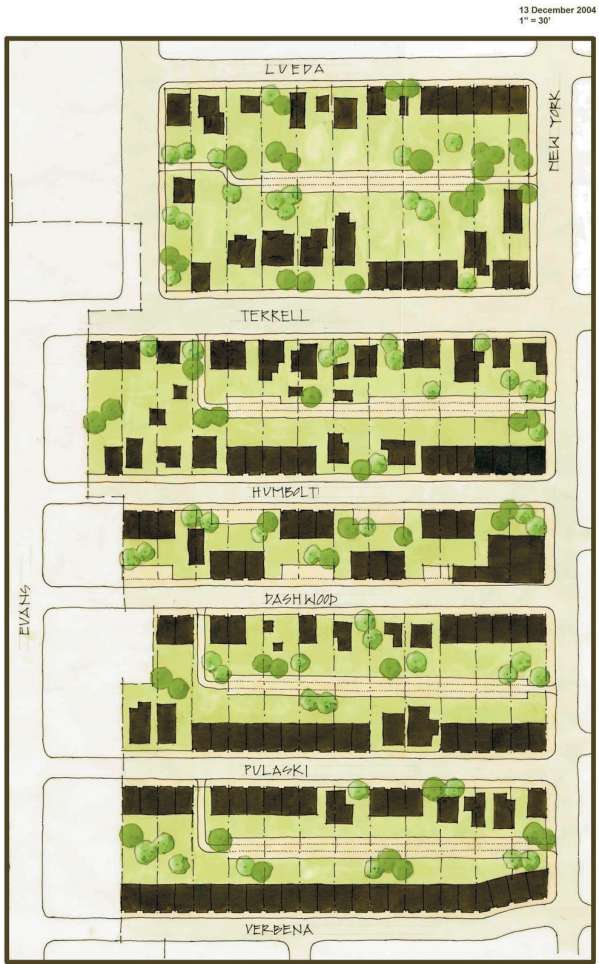 13 December 2004
1" = 30'
LUEDA
NEW YORK
TERRELL
HUMBOLT
EVANS
DASHWOOD
PULASKI
VERBENA